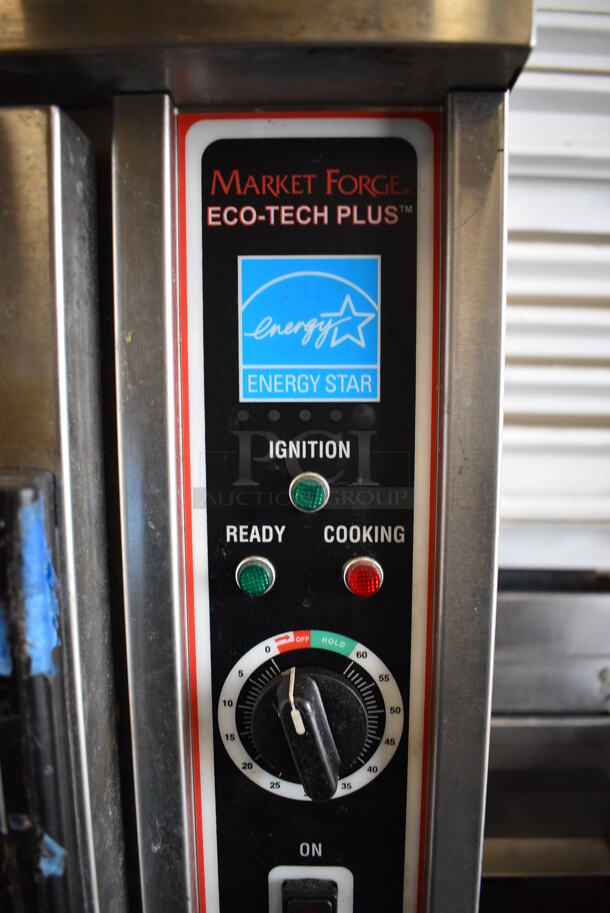 MARKET FORGE®
ECO-TECH PLUS™
energy
ENERGY STAR
IGNITION
PCI
AUCTION GROUP
READY COOKING
OFF HOLD
0 60
5 55
10 50
15 45
20 40
25 35
ON